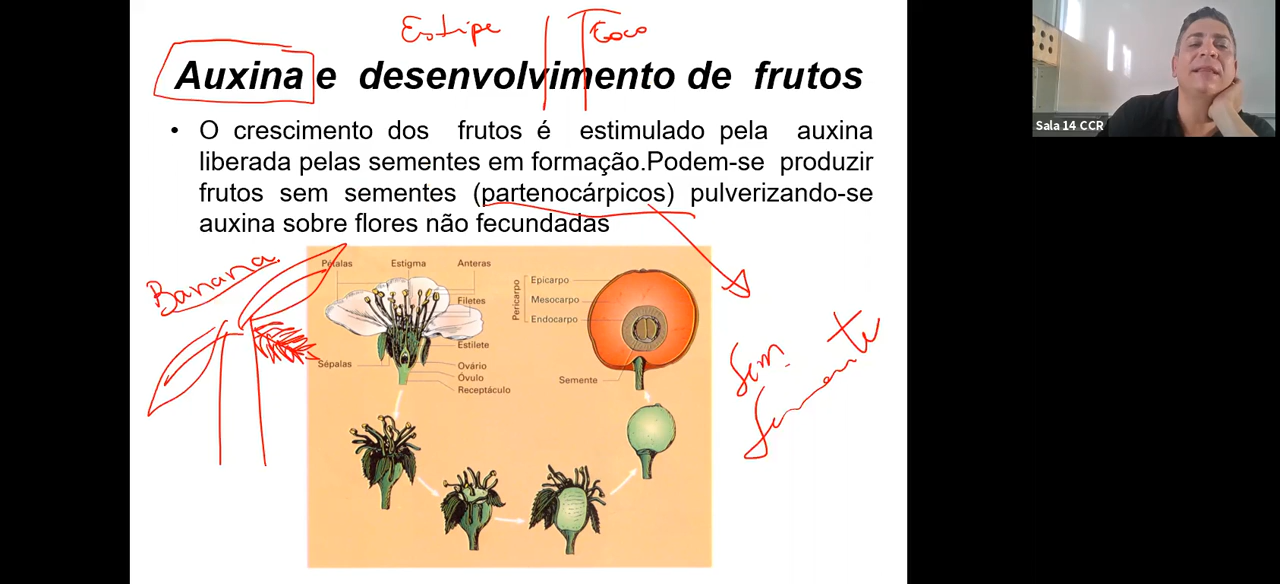 Estipe Coco
Auxina e desenvolvimento de frutos
Sala 14 CCR
• O crescimento dos frutos é estimulado pela auxina
liberada pelas sementes em formação.Podem-se produzir
frutos sem sementes (partenocárpicos) pulverizando-se
auxina sobre flores não fecundadas
Banana
Pétalas Estigma Anteras
Filetes
Estilete
Sépalas
Ovário
Óvulo
Receptáculo
Pericarpo
Epicarpo
Mesocarpo
Endocarpo
Semente
Sem
semente